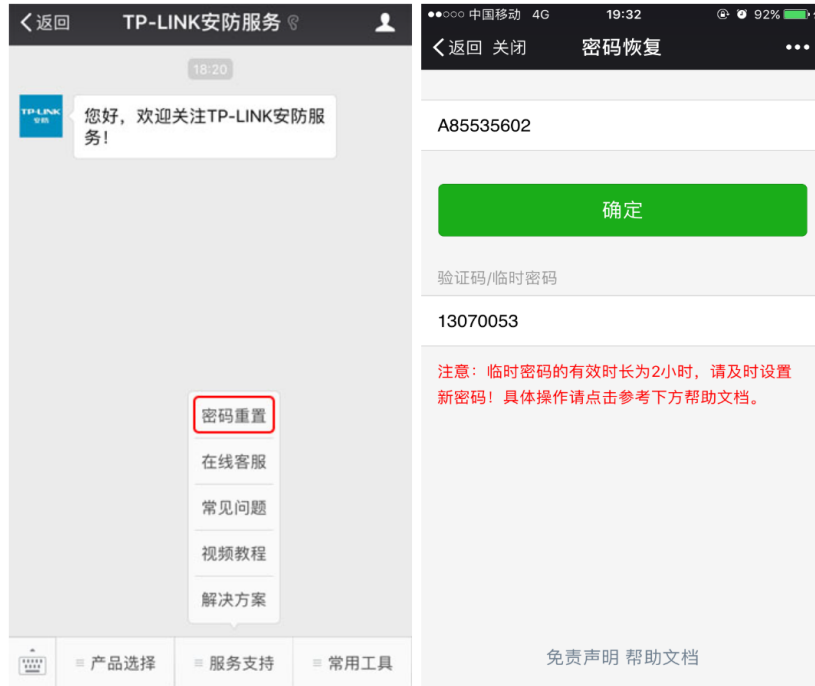 返回
TP-LINK安防服务
18:20
TP-LINK
安防
您好，欢迎关注TP-LINK安防服
务！
密码重置
在线客服
常见问题
视频教程
解决方案
产品选择
服务支持
常用工具
中国移动 4G
19:32
92%
返回 关闭
密码恢复
A85535602
确定
验证码/临时密码
13070053
注意：临时密码的有效时长为2小时，请及时设置
新密码！具体操作请点击参考下方帮助文档。
免责声明 帮助文档